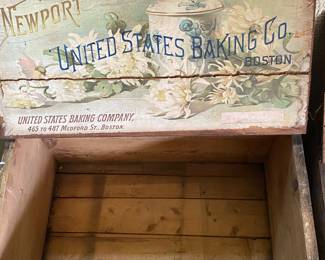 NEWPORT
UNITED STATES BAKING CO.
BOSTON
UNITED STATES BAKING COMPANY,
465 TO 487 MEDFORD ST. BOSTON.